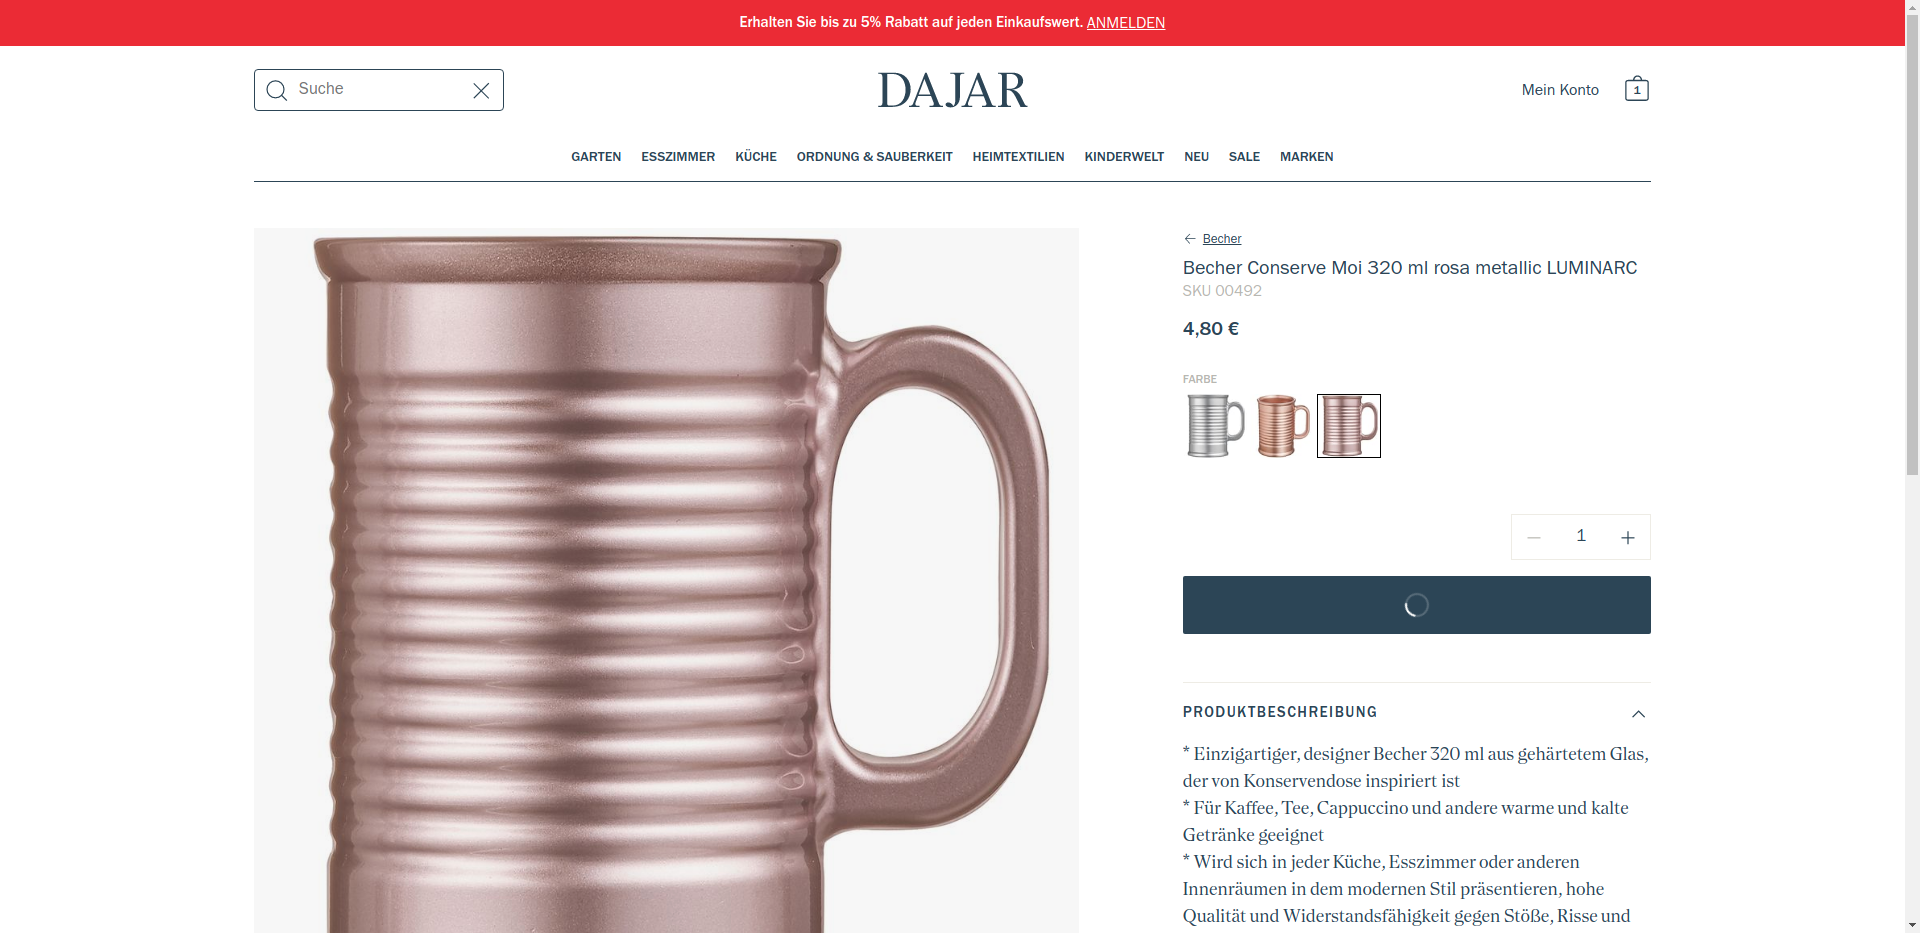 Erhalten Sie bis zu 5% Rabatt auf jeden Einkaufswert. ANMELDEN
Suche
DAJAR
Mein Konto
1
GARTEN ESSZIMMER KÜCHE ORDNUNG & SAUBERKEIT HEIMTEXTILIEN KINDERWELT NEU SALE MARKEN
Becher
Becher Conserve Moi 320 ml rosa metallic LUMINARC
SKU 00492
4,80 €
FARBE
1
PRODUKTBESCHREIBUNG
* Einzigartiger, designer Becher 320 ml aus gehärtetem Glas,
der von Konservendose inspiriert ist
* Für Kaffee, Tee, Cappuccino und andere warme und kalte
Getränke geeignet
* Wird sich in jeder Küche, Esszimmer oder anderen
Innenräumen in dem modernen Stil präsentieren, hohe
Qualität und Widerstandsfähigkeit gegen Stöße, Risse und